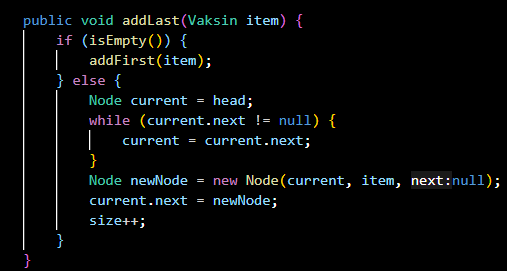 public void addLast(Vaksin item) {
if (isEmpty()) {
addFirst(item);
} else {
Node current = head;
while (current.next != null) {
current = current.next;
}
Node newNode = new Node(current, item, next:null);
current.next = newNode;
size++;
}
}